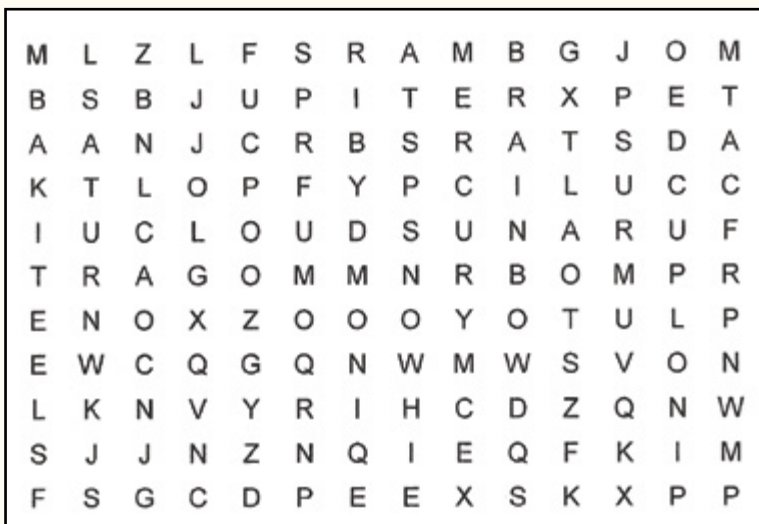 M L Z L F S R A M B G J O M
B S B J U P I T E R X P E T
A A N J C R B S R A T S D A
K T L O P F Y P C I L U C C
I U C L O U D S U N A R U F
T R A G O M M N R B O M P R
E N O X Z O O O Y O T U L P
E W C Q G Q N W M W S V O N
L K N V Y R I H C D Z Q N W
S J J N Z N Q I E Q F K I M
F S G C D P E E X S K X P P